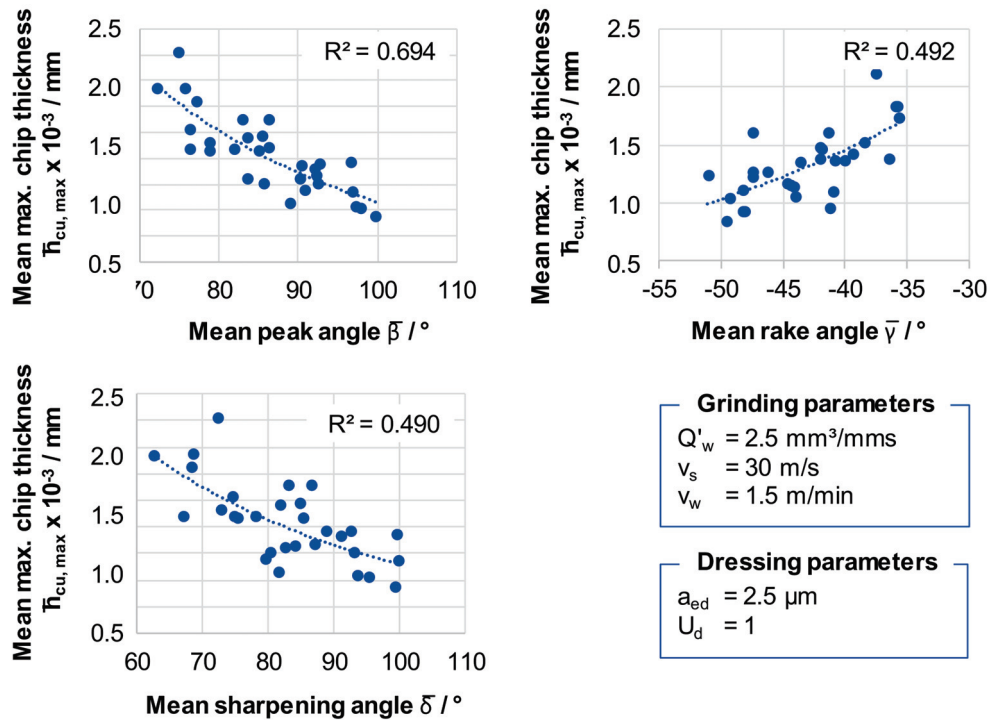 Mean max. chip thickness
h̄cu, max x 10-3 / mm
2.5
2.0
1.5
1.0
0.5
R² = 0.694
70 80 90 100 110
Mean peak angle β̄ / °
Mean max. chip thickness
h̄cu, max x 10-3 / mm
2.5
2.0
1.5
1.0
0.5
R² = 0.492
-55 -50 -45 -40 -35 -30
Mean rake angle γ̄ / °
Mean max. chip thickness
h̄cu, max x 10-3 / mm
2.5
2.0
1.5
1.0
0.5
R² = 0.490
60 70 80 90 100 110
Mean sharpening angle δ̄ / °
Grinding parameters
Q'w = 2.5 mm³/mms
vs = 30 m/s
vw = 1.5 m/min
Dressing parameters
aed = 2.5 µm
Ud = 1